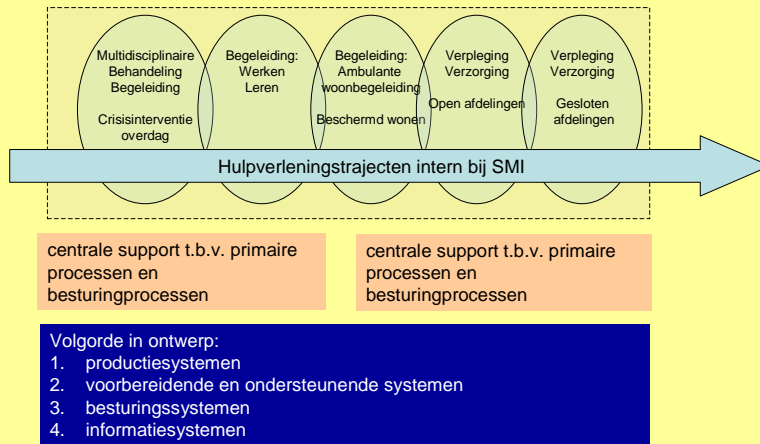 Multidisciplinaire
Behandeling
Begeleiding
Crisisinterventie
overdag
Begeleiding:
Werken
Leren
Begeleiding:
Ambulante
woonbegeleiding
Beschermd wonen
Verpleging
Verzorging
Open afdelingen
Verpleging
Verzorging
Gesloten
afdelingen
Hulpverleningstrajecten intern bij SMI
centrale support t.b.v. primaire
processen en
besturingprocessen
centrale support t.b.v. primaire
processen en
besturingprocessen
Volgorde in ontwerp:
1. productiesystemen
2. voorbereidende en ondersteunende systemen
3. besturingssystemen
4. informatiesystemen